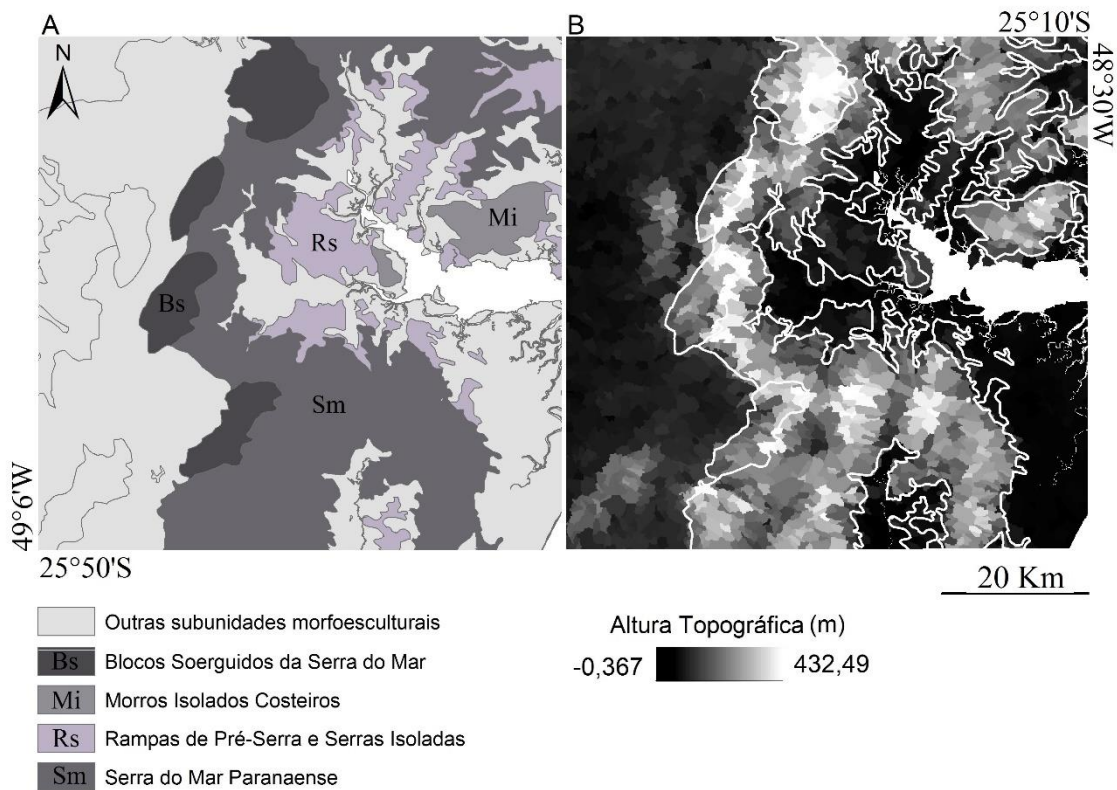 A
B
25°10'S
48°30'W
N
Mi
Rs
Bs
Sm
49°6'W
25°50'S
20 Km
Outras subunidades morfoesculturais
Bs Blocos Soerguidos da Serra do Mar
Mi Morros Isolados Costeiros
Rs Rampas de Pré-Serra e Serras Isoladas
Sm Serra do Mar Paranaense
Altura Topográfica (m)
-0,367 432,49